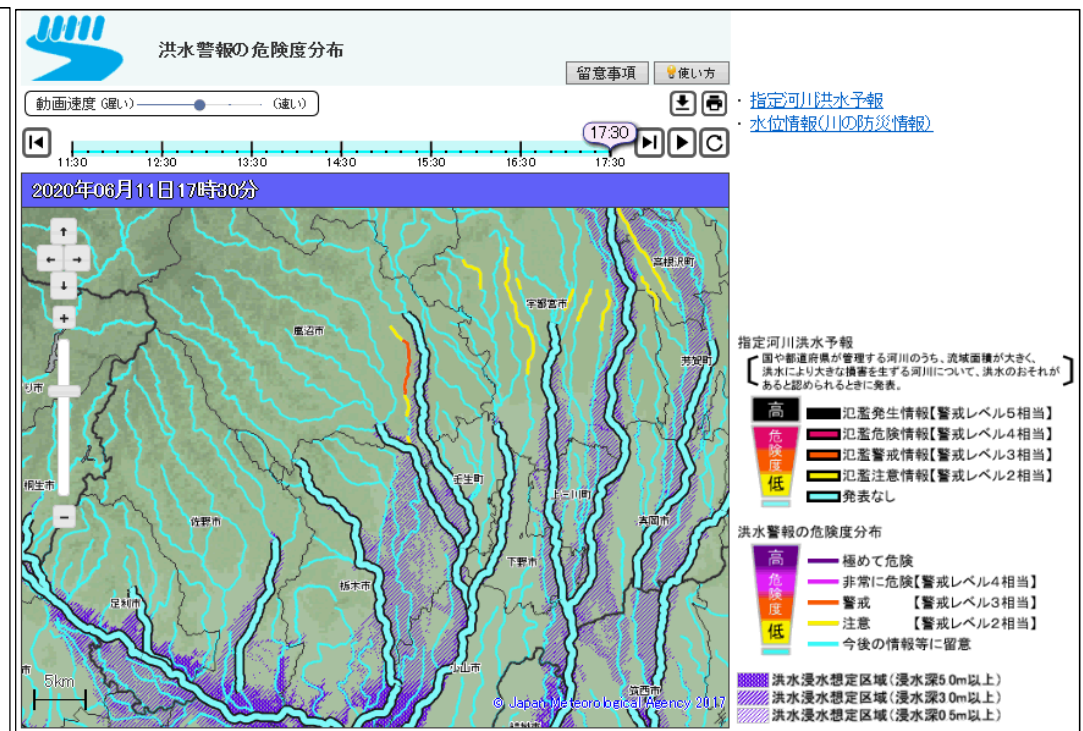 洪水警報の危険度分布
留意事項
使い方
動画速度 (遅い) (速い)
・指定河川洪水予報
・水位情報(川の防災情報)
17:30
11:30 12:30 13:30 14:30 15:30 16:30 17:30
2020年06月11日17時30分
高根沢町
宇都宮市
鹿沼市
芳賀町
り市
桐生市
壬生町
上三川町
真岡市
佐野市
下野市
栃木市
足利市
小山市
筑西市
市
5km
© Japan Meteorological Agency 2017
指定河川洪水予報
国や都道府県が管理する河川のうち、流域面積が大きく、
洪水により大きな損害を生ずる河川について、洪水のおそれが
あると認められるときに発表。
高
危険度
低
氾濫発生情報【警戒レベル5相当】
氾濫危険情報【警戒レベル4相当】
氾濫警戒情報【警戒レベル3相当】
氾濫注意情報【警戒レベル2相当】
発表なし
洪水警報の危険度分布
高
危険度
低
極めて危険
非常に危険【警戒レベル4相当】
警戒 【警戒レベル3相当】
注意 【警戒レベル2相当】
今後の情報等に留意
洪水浸水想定区域(浸水深5.0m以上)
洪水浸水想定区域(浸水深3.0m以上)
洪水浸水想定区域(浸水深0.5m以上)